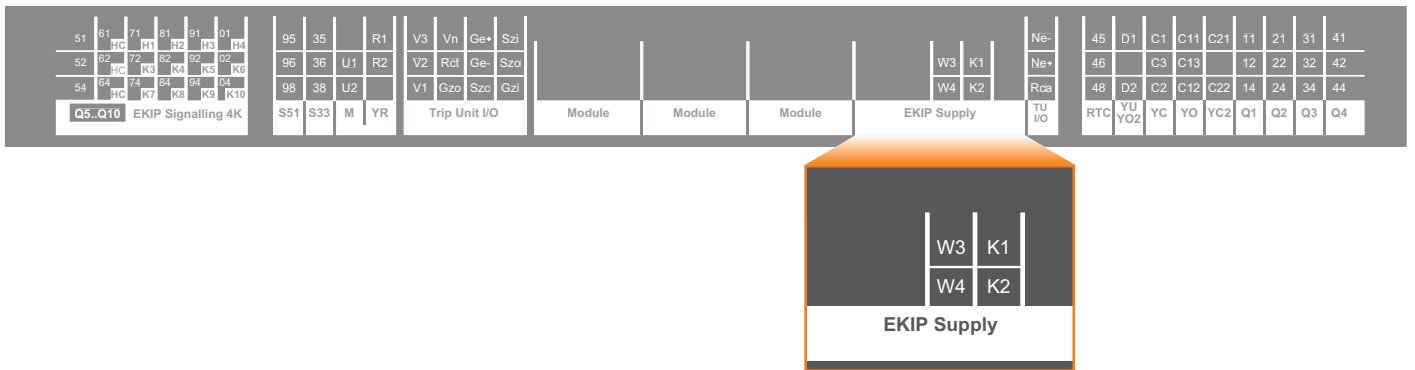 51 61 HC 71 H1 81 H2 91 H3 01 H4 95 35 R1 V3 Vn Ge+ Szi Ne- 45 D1 C1 C11 C21 11 21 31 41
52 62 HC 72 K3 82 K4 92 K5 02 K6 96 36 U1 R2 V2 Rct Ge- Szo W3 K1 Ne+ 46 C3 C13 12 22 32 42
54 64 HC 74 K7 84 K8 94 K9 04 K10 98 38 U2 V1 Gzo Szc Gzi W4 K2 Rca 48 D2 C2 C12 C22 14 24 34 44
Q5..Q10 EKIP Signalling 4K S51 S33 M YR Trip Unit I/O Module Module Module EKIP Supply TU I/O RTC YU YO2 YC YO YC2 Q1 Q2 Q3 Q4
W3 K1
W4 K2
EKIP Supply